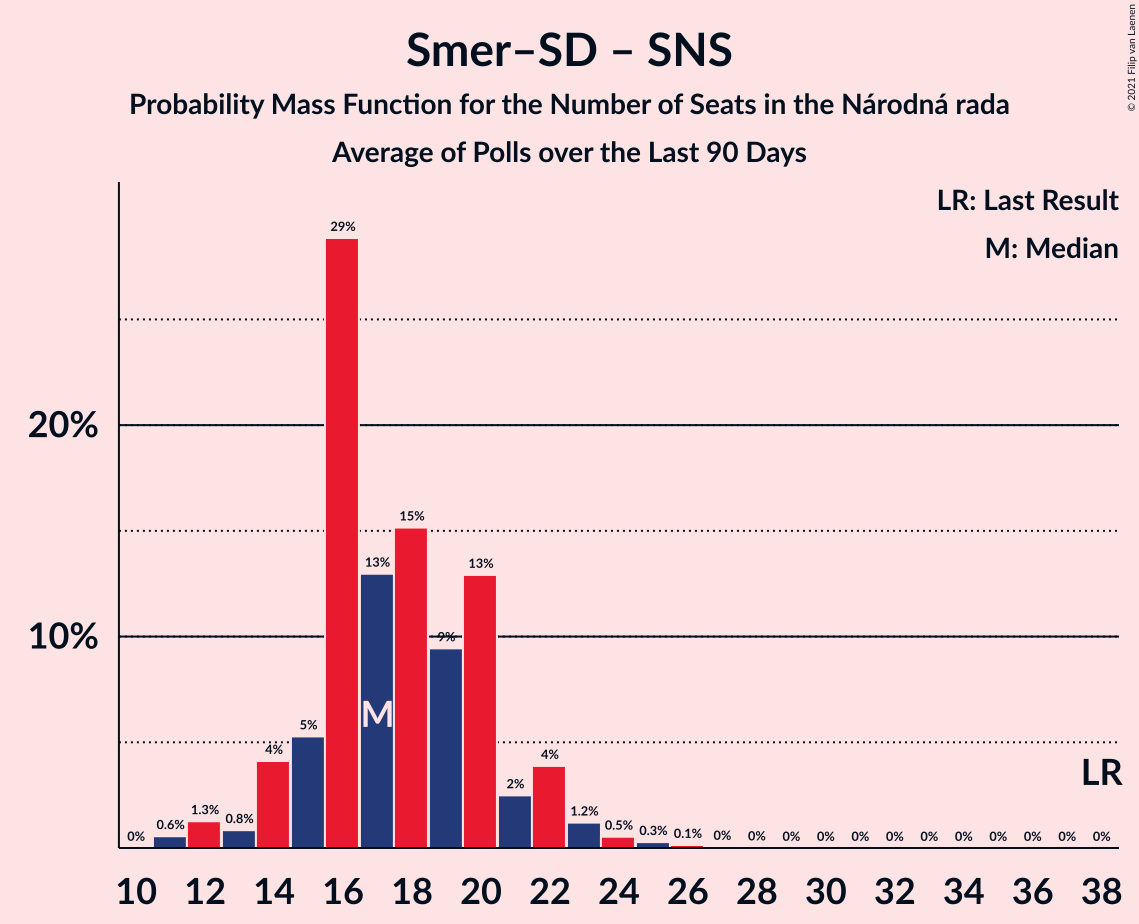 Smer–SD – SNS
Probability Mass Function for the Number of Seats in the Národná rada
Average of Polls over the Last 90 Days
© 2021 Filip van Laenen
LR: Last Result
M: Median
20%
10%
0% 0.6% 1.3% 0.8% 4% 5% 29% 13% 15% 9% 13% 2% 4% 1.2% 0.5% 0.3% 0.1% 0% 0% 0% 0% 0% 0% 0% 0% 0% 0% 0% 0%
M
LR
10 12 14 16 18 20 22 24 26 28 30 32 34 36 38